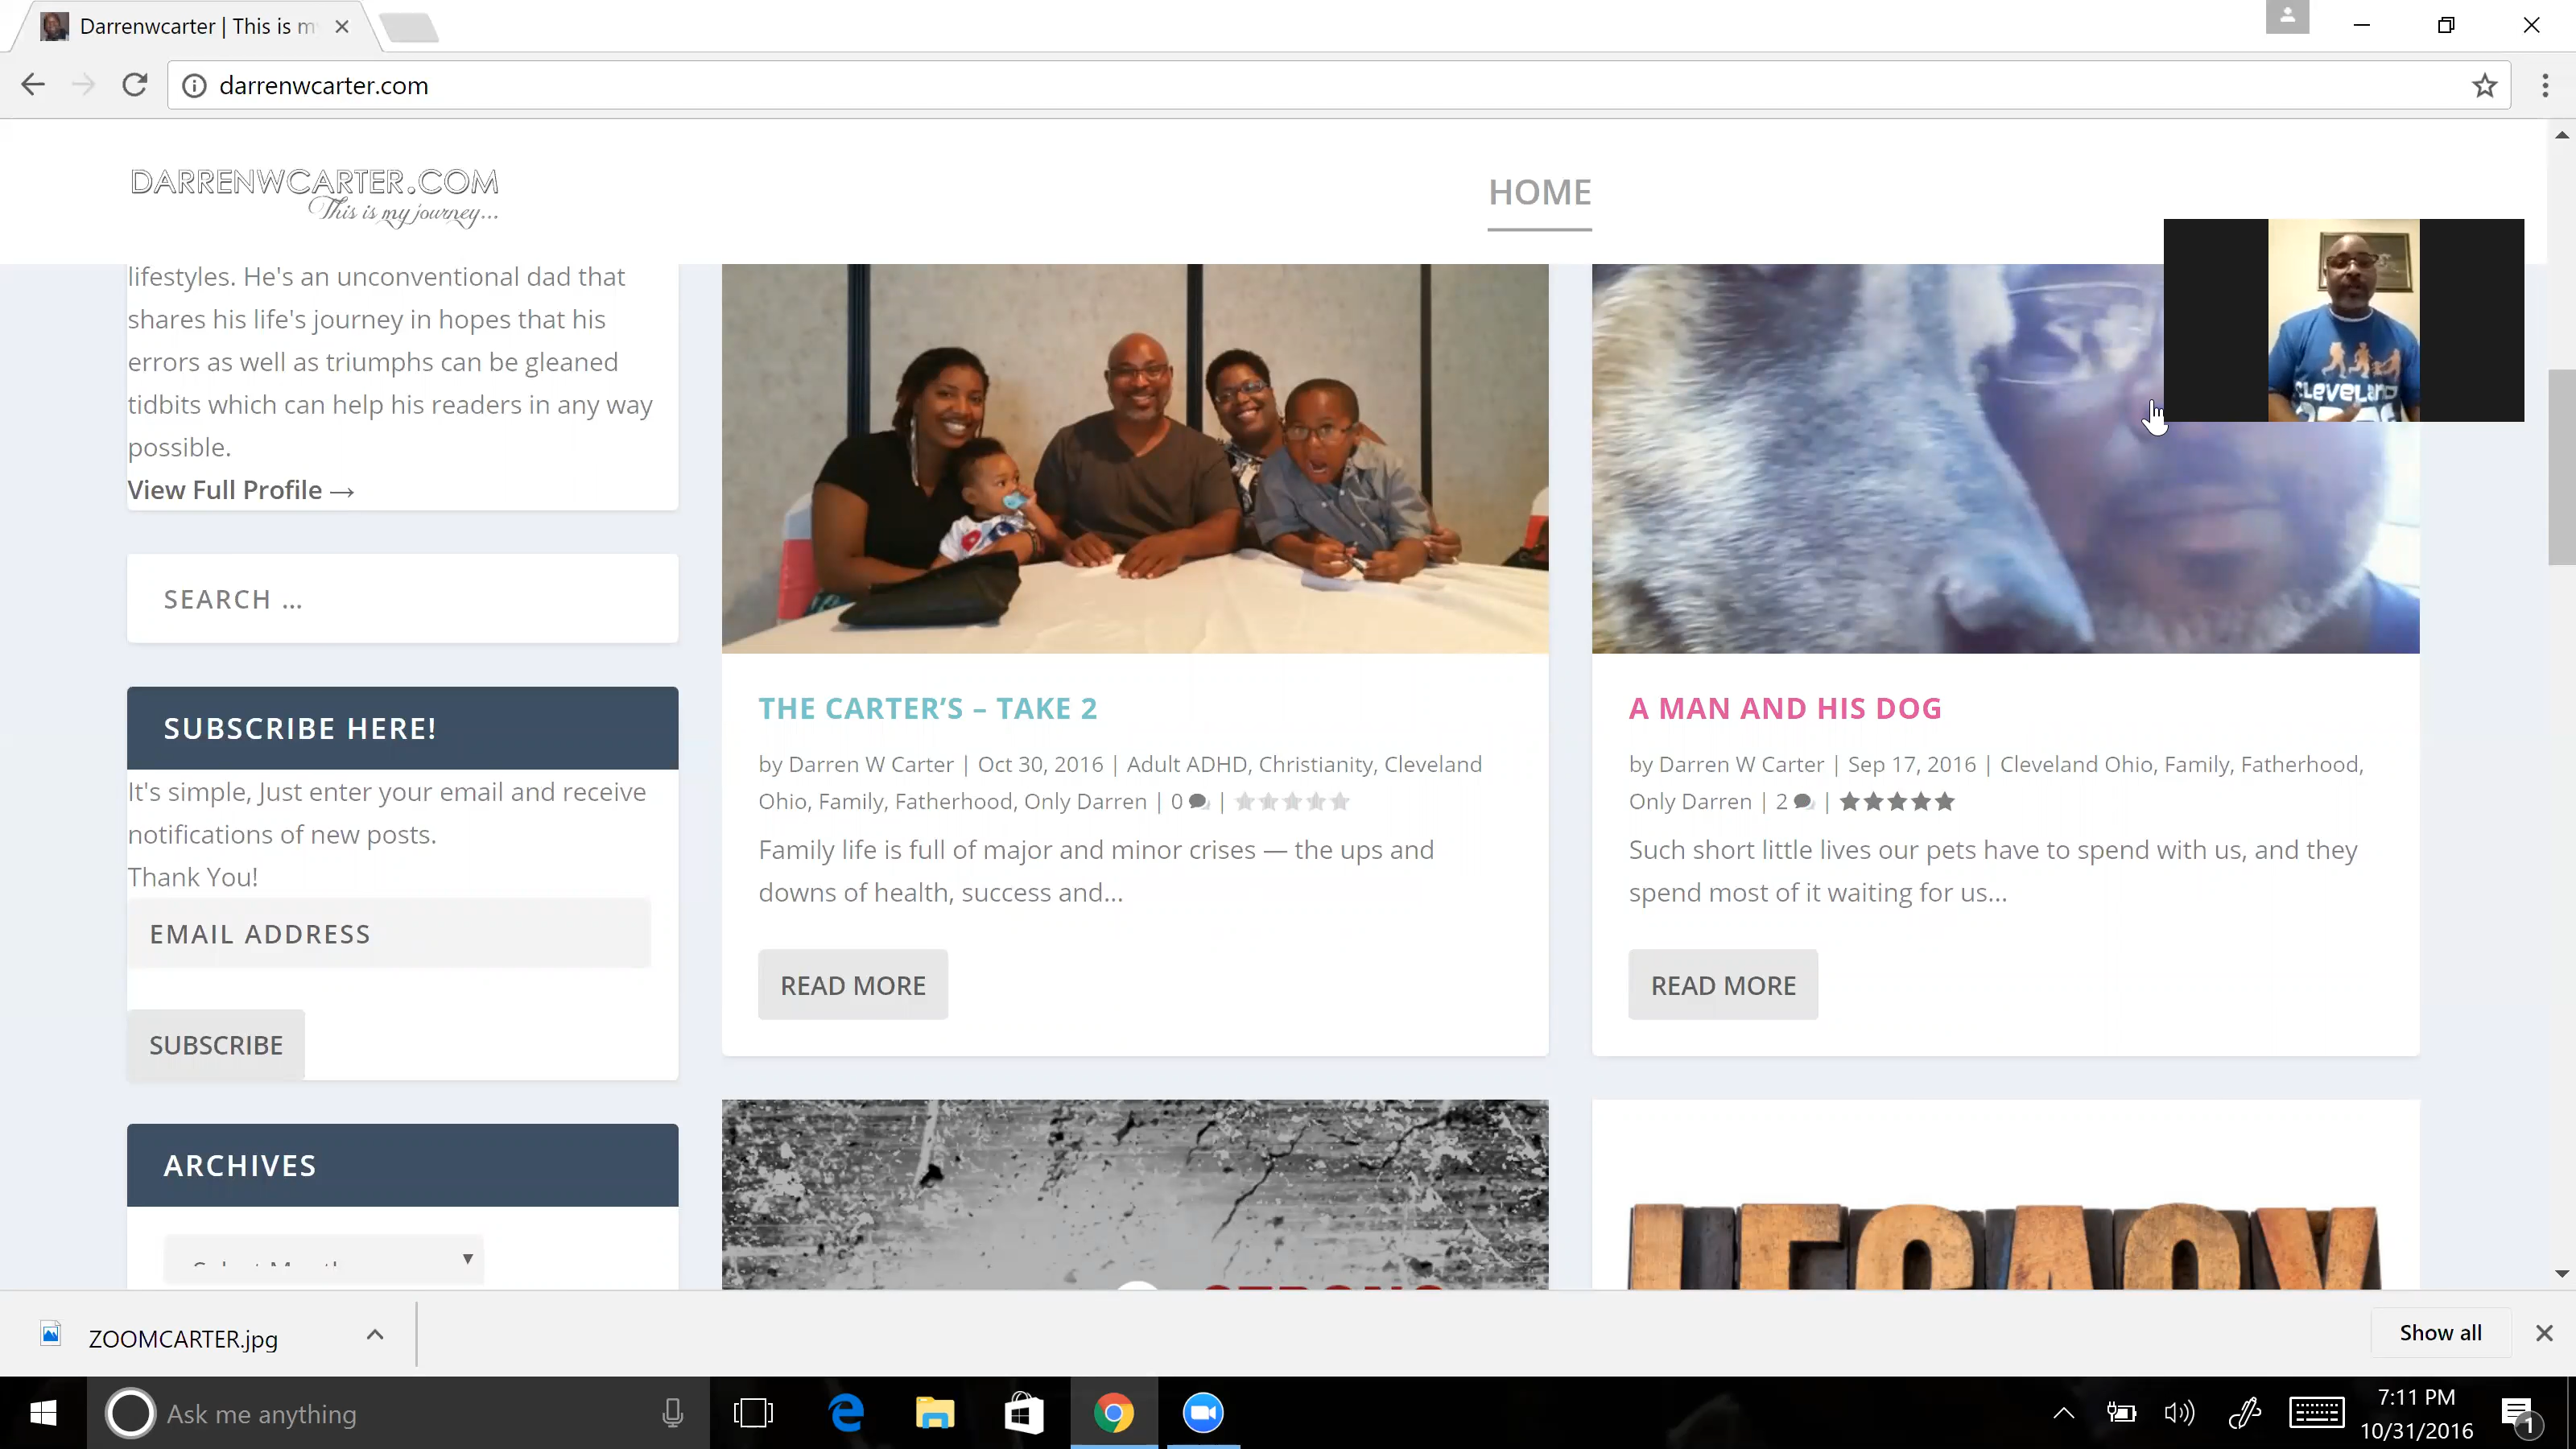 Darrenwcarter | This is m
darrenwcarter.com
DARRENWCARTER.COM
This is my journey...
HOME
lifestyles. He's an unconventional dad that
shares his life's journey in hopes that his
errors as well as triumphs can be gleaned
tidbits which can help his readers in any way
possible.
View Full Profile →
SEARCH ...
SUBSCRIBE HERE!
It's simple, Just enter your email and receive
notifications of new posts.
Thank You!
EMAIL ADDRESS
SUBSCRIBE
ARCHIVES
THE CARTER’S – TAKE 2
by Darren W Carter | Oct 30, 2016 | Adult ADHD, Christianity, Cleveland
Ohio, Family, Fatherhood, Only Darren | 0 |
Family life is full of major and minor crises — the ups and
downs of health, success and...
READ MORE
CLEVELAND
A MAN AND HIS DOG
by Darren W Carter | Sep 17, 2016 | Cleveland Ohio, Family, Fatherhood,
Only Darren | 2 |
Such short little lives our pets have to spend with us, and they
spend most of it waiting for us...
READ MORE
LEGACY
ZOOMCARTER.jpg
Show all
Ask me anything
7:11 PM
10/31/2016
1